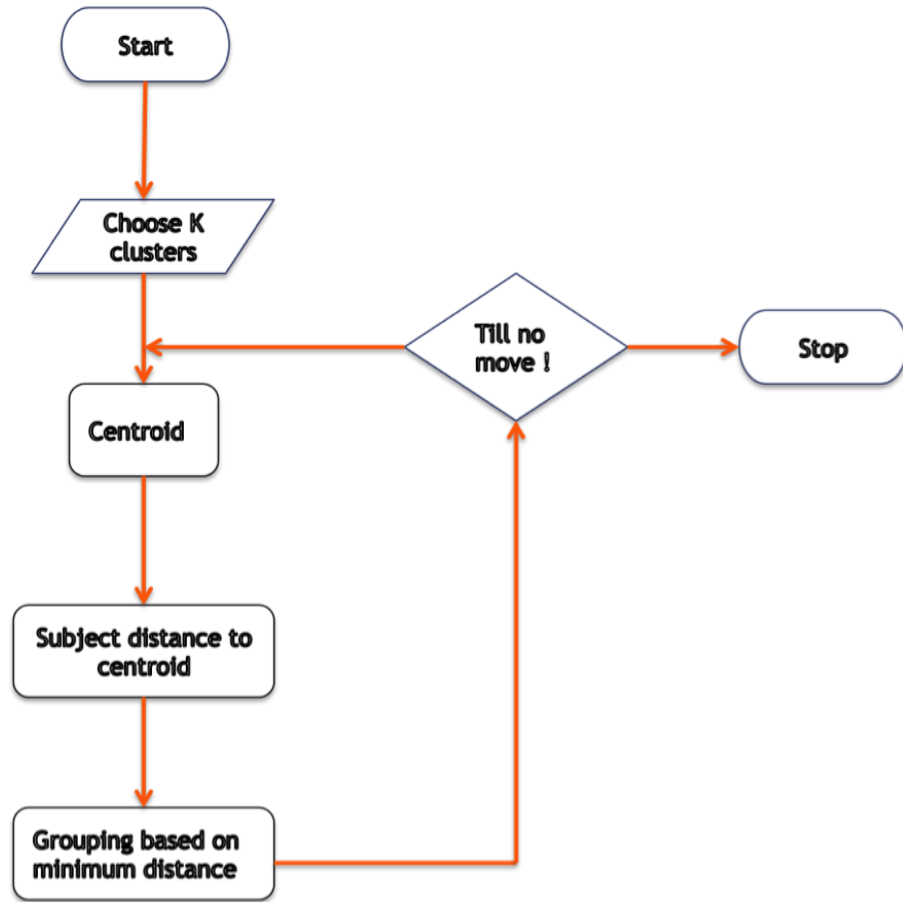 Start
Choose K
clusters
Till no
move !
Stop
Centroid
Subject distance to
centroid
Grouping based on
minimum distance